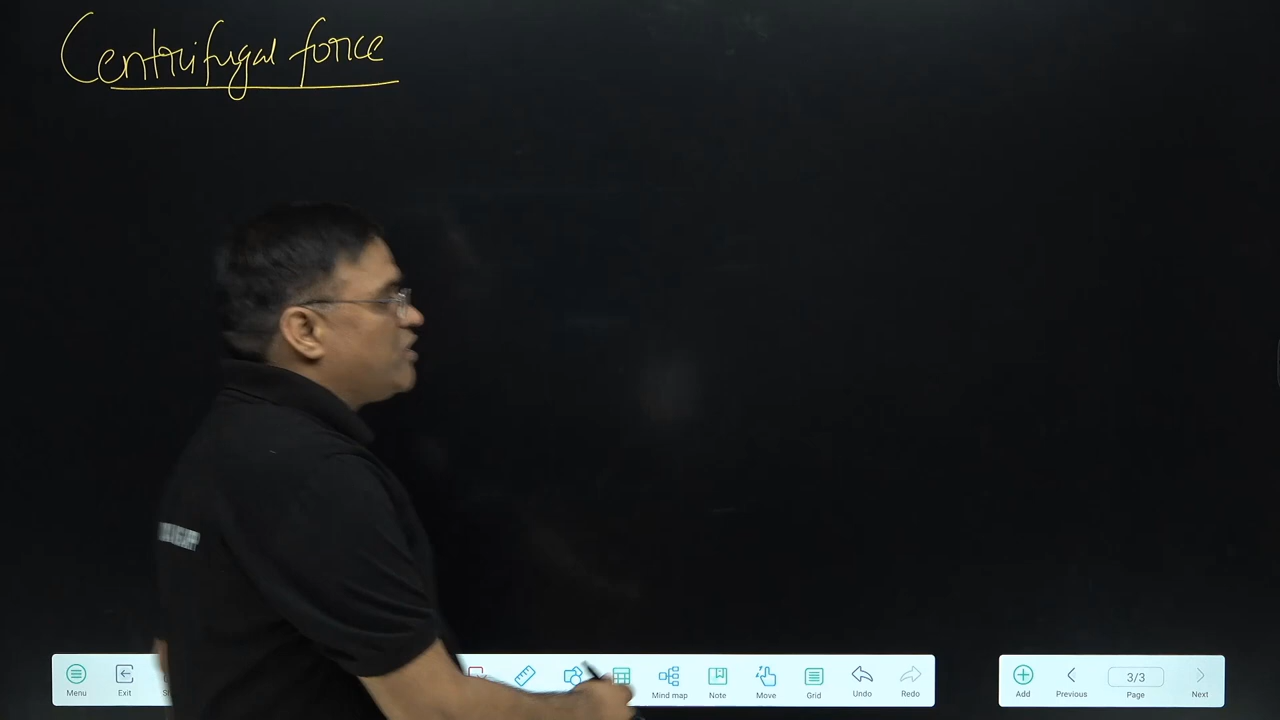 Centrifugal force
Menu
Exit
Mind map
Note
Move
Grid
Undo
Redo
Add
Previous
3/3
Page
Next